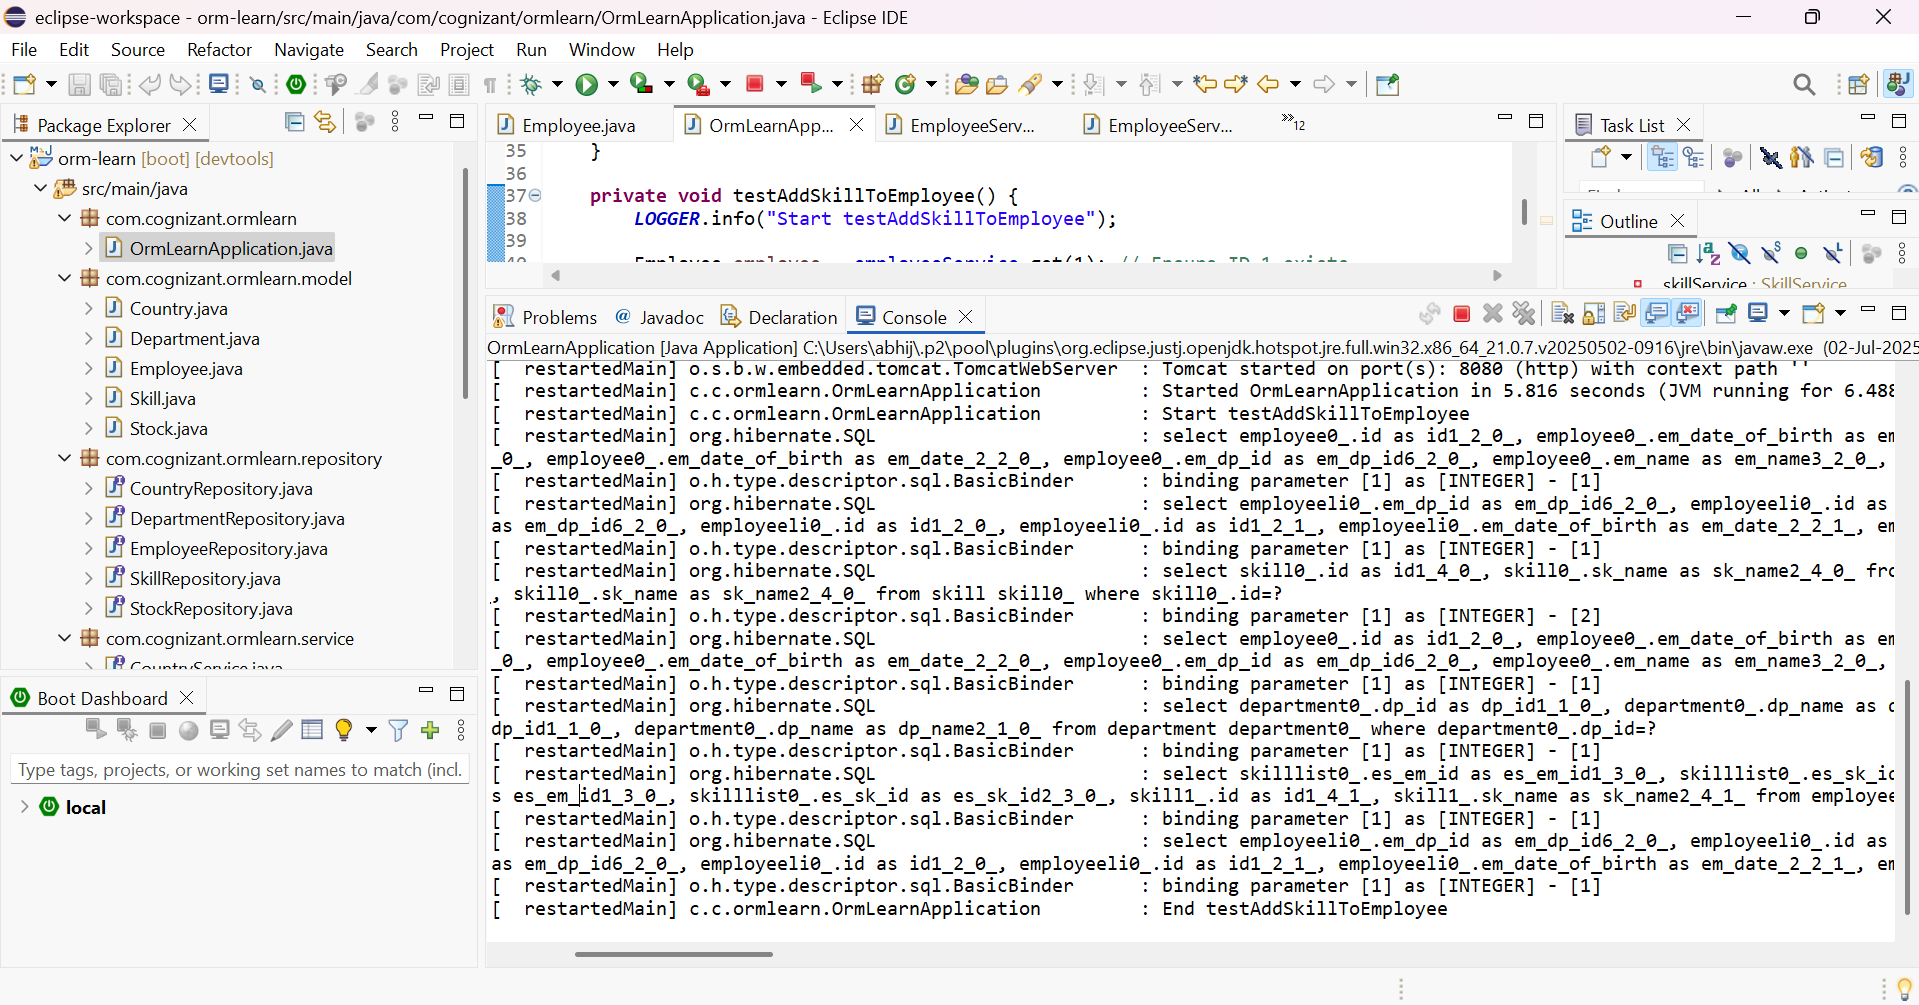 eclipse-workspace - orm-learn/src/main/java/com/cognizant/ormlearn/OrmLearnApplication.java - Eclipse IDE
File Edit Source Refactor Navigate Search Project Run Window Help
Package Explorer
orm-learn [boot] [devtools]
src/main/java
com.cognizant.ormlearn
OrmLearnApplication.java
com.cognizant.ormlearn.model
Country.java
Department.java
Employee.java
Skill.java
Stock.java
com.cognizant.ormlearn.repository
CountryRepository.java
DepartmentRepository.java
EmployeeRepository.java
SkillRepository.java
StockRepository.java
com.cognizant.ormlearn.service
CountryService.java
Boot Dashboard
Type tags, projects, or working set names to match (incl.
local
Employee.java OrmLearnApp... EmployeeServ... EmployeeServ... »12
35 }
36
37 private void testAddSkillToEmployee() {
38 LOGGER.info("Start testAddSkillToEmployee");
39
40 Employee employee = employeeService.get(1); // Ensure ID 1 exists
Task List
Outline
skillService : SkillService
Problems @ Javadoc Declaration Console
OrmLearnApplication [Java Application] C:\Users\abhij\.p2\pool\plugins\org.eclipse.justj.openjdk.hotspot.jre.full.win32.x86_64_21.0.7.v20250502-0916\jre\bin\javaw.exe (02-Jul-2025
[ restartedMain] o.s.b.w.embedded.tomcat.TomcatWebServer : Tomcat started on port(s): 8080 (http) with context path ''
[ restartedMain] c.c.ormlearn.OrmLearnApplication : Started OrmLearnApplication in 5.816 seconds (JVM running for 6.488
[ restartedMain] c.c.ormlearn.OrmLearnApplication : Start testAddSkillToEmployee
[ restartedMain] org.hibernate.SQL : select employee0_.id as id1_2_0_, employee0_.em_date_of_birth as em
_0_, employee0_.em_date_of_birth as em_date_2_2_0_, employee0_.em_dp_id as em_dp_id6_2_0_, employee0_.em_name as em_name3_2_0_,
[ restartedMain] o.h.type.descriptor.sql.BasicBinder : binding parameter [1] as [INTEGER] - [1]
[ restartedMain] org.hibernate.SQL : select employeeli0_.em_dp_id as em_dp_id6_2_0_, employeeli0_.id as
as em_dp_id6_2_0_, employeeli0_.id as id1_2_0_, employeeli0_.id as id1_2_1_, employeeli0_.em_date_of_birth as em_date_2_2_1_, em
[ restartedMain] o.h.type.descriptor.sql.BasicBinder : binding parameter [1] as [INTEGER] - [1]
[ restartedMain] org.hibernate.SQL : select skill0_.id as id1_4_0_, skill0_.sk_name as sk_name2_4_0_ fro
, skill0_.sk_name as sk_name2_4_0_ from skill skill0_ where skill0_.id=?
[ restartedMain] o.h.type.descriptor.sql.BasicBinder : binding parameter [1] as [INTEGER] - [2]
[ restartedMain] org.hibernate.SQL : select employee0_.id as id1_2_0_, employee0_.em_date_of_birth as em
_0_, employee0_.em_date_of_birth as em_date_2_2_0_, employee0_.em_dp_id as em_dp_id6_2_0_, employee0_.em_name as em_name3_2_0_,
[ restartedMain] o.h.type.descriptor.sql.BasicBinder : binding parameter [1] as [INTEGER] - [1]
[ restartedMain] org.hibernate.SQL : select department0_.dp_id as dp_id1_1_0_, department0_.dp_name as d
dp_id1_1_0_, department0_.dp_name as dp_name2_1_0_ from department department0_ where department0_.dp_id=?
[ restartedMain] o.h.type.descriptor.sql.BasicBinder : binding parameter [1] as [INTEGER] - [1]
[ restartedMain] org.hibernate.SQL : select skilllist0_.es_em_id as es_em_id1_3_0_, skilllist0_.es_sk_id
s es_em_id1_3_0_, skilllist0_.es_sk_id as es_sk_id2_3_0_, skill1_.id as id1_4_1_, skill1_.sk_name as sk_name2_4_1_ from employee
[ restartedMain] o.h.type.descriptor.sql.BasicBinder : binding parameter [1] as [INTEGER] - [1]
[ restartedMain] org.hibernate.SQL : select employeeli0_.em_dp_id as em_dp_id6_2_0_, employeeli0_.id as
as em_dp_id6_2_0_, employeeli0_.id as id1_2_0_, employeeli0_.id as id1_2_1_, employeeli0_.em_date_of_birth as em_date_2_2_1_, em
[ restartedMain] o.h.type.descriptor.sql.BasicBinder : binding parameter [1] as [INTEGER] - [1]
[ restartedMain] c.c.ormlearn.OrmLearnApplication : End testAddSkillToEmployee